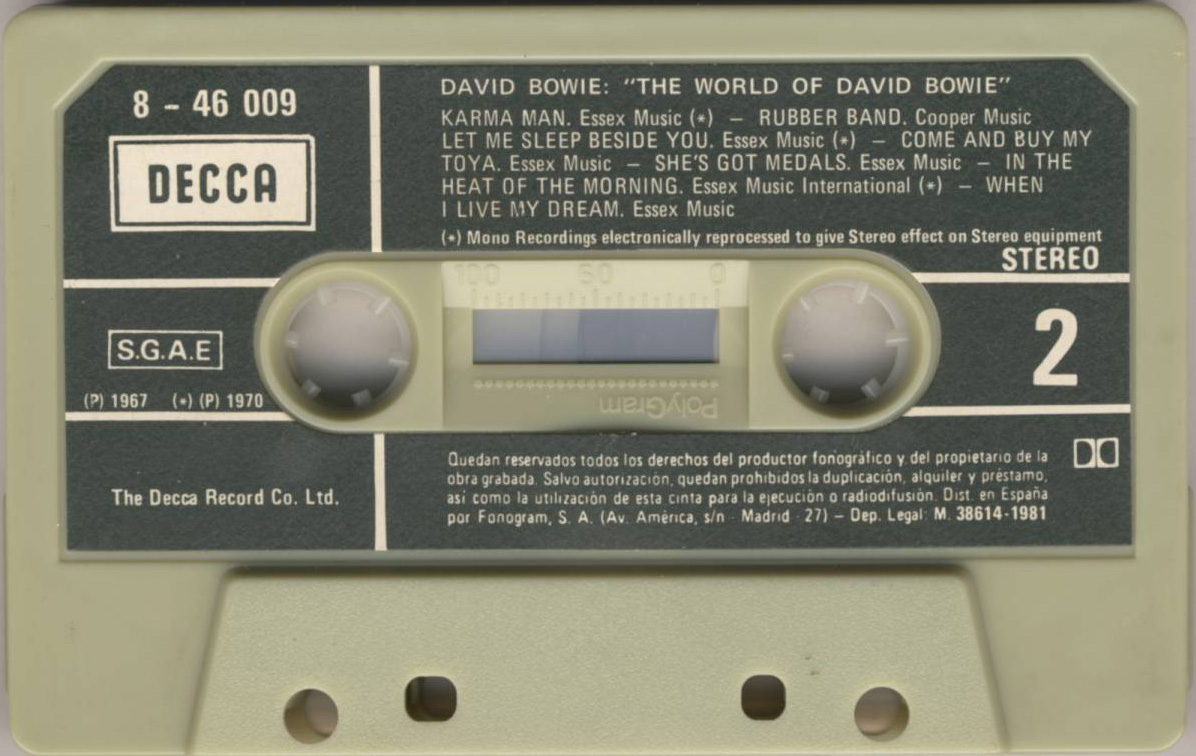 8 - 46 009
DECCA
DAVID BOWIE: "THE WORLD OF DAVID BOWIE"
KARMA MAN. Essex Music (*) – RUBBER BAND. Cooper Music
LET ME SLEEP BESIDE YOU. Essex Music (*) – COME AND BUY MY
TOYA. Essex Music – SHE'S GOT MEDALS. Essex Music – IN THE
HEAT OF THE MORNING. Essex Music International (*) – WHEN
I LIVE MY DREAM. Essex Music
(*) Mono Recordings electronically reprocessed to give Stereo effect on Stereo equipment
STEREO
100 50 0
S.G.A.E
2
(P) 1967 (*) (P) 1970
PolyGram
The Decca Record Co. Ltd.
Quedan reservados todos los derechos del productor fonográfico y del propietario de la
obra grabada. Salvo autorización, quedan prohibidos la duplicación, alquiler y préstamo,
así como la utilización de esta cinta para la ejecución o radiodifusión. Dist. en España
por Fonogram, S. A. (Av. América, s/n - Madrid - 27) – Dep. Legal: M. 38614-1981